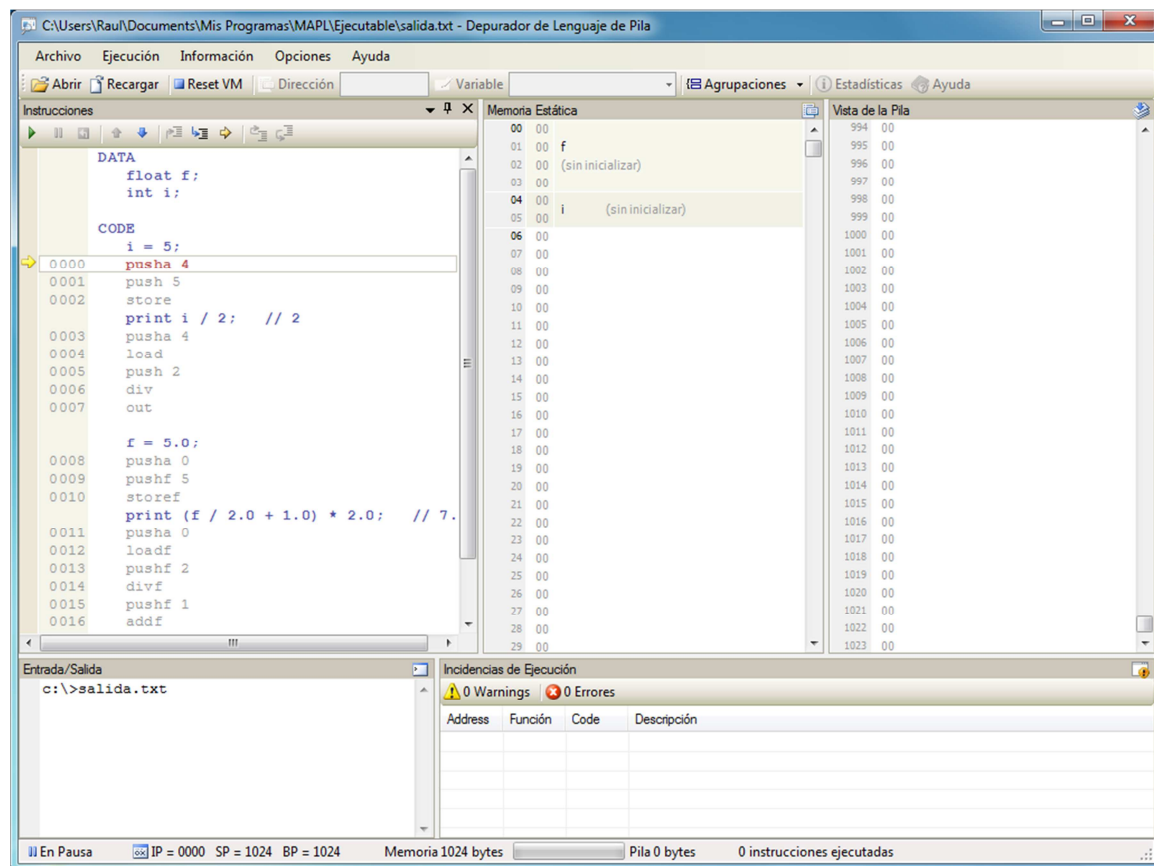 C:\Users\Raul\Documents\Mis Programas\MAPL\Ejecutable\salida.txt - Depurador de Lenguaje de Pila
Archivo Ejecución Información Opciones Ayuda
Abrir Recargar Reset VM Dirección Variable Agrupaciones Estadísticas Ayuda
Instrucciones
DATA
float f;
int i;
CODE
i = 5;
0000 pusha 4
0001 push 5
0002 store
print i / 2; // 2
0003 pusha 4
0004 load
0005 push 2
0006 div
0007 out
f = 5.0;
0008 pusha 0
0009 pushf 5
0010 storef
print (f / 2.0 + 1.0) * 2.0; // 7.
0011 pusha 0
0012 loadf
0013 pushf 2
0014 divf
0015 pushf 1
0016 addf
Memoria Estática
00 00
01 00 f
02 00 (sin inicializar)
03 00
04 00
05 00 i (sin inicializar)
06 00
07 00
08 00
09 00
10 00
11 00
12 00
13 00
14 00
15 00
16 00
17 00
18 00
19 00
20 00
21 00
22 00
23 00
24 00
25 00
26 00
27 00
28 00
29 00
Vista de la Pila
994 00
995 00
996 00
997 00
998 00
999 00
1000 00
1001 00
1002 00
1003 00
1004 00
1005 00
1006 00
1007 00
1008 00
1009 00
1010 00
1011 00
1012 00
1013 00
1014 00
1015 00
1016 00
1017 00
1018 00
1019 00
1020 00
1021 00
1022 00
1023 00
Entrada/Salida
c:\>salida.txt
Incidencias de Ejecución
0 Warnings 0 Errores
Address Función Code Descripción
En Pausa IP = 0000 SP = 1024 BP = 1024 Memoria 1024 bytes Pila 0 bytes 0 instrucciones ejecutadas